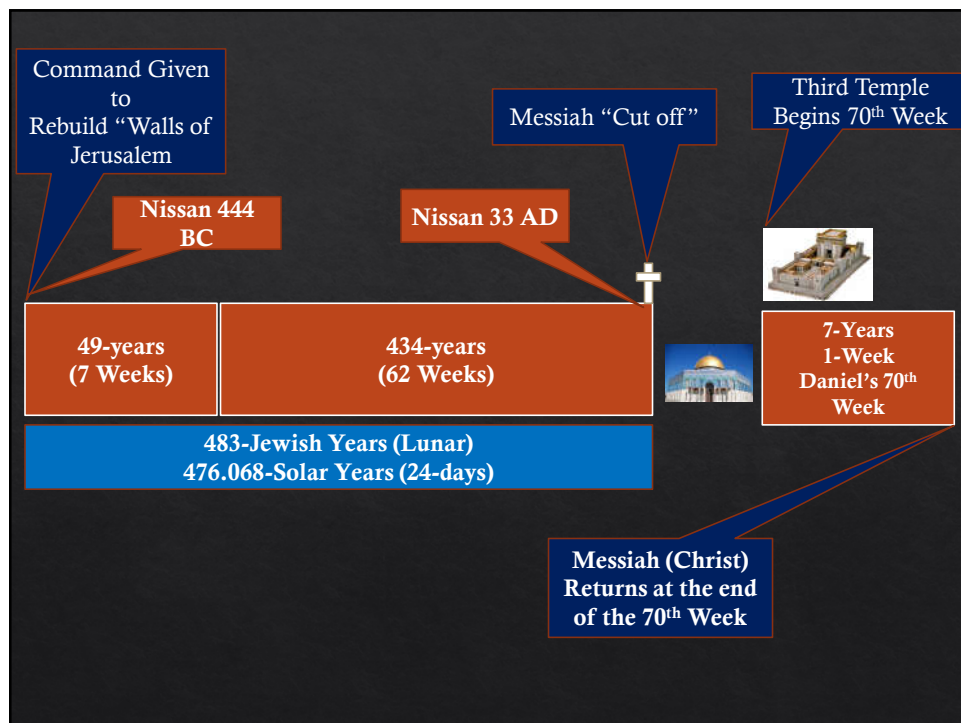 Command Given
to
Rebuild “Walls of
Jerusalem
Messiah “Cut off”
Third Temple
Begins 70th Week
Nissan 444
BC
Nissan 33 AD
49-years
(7 Weeks)
434-years
(62 Weeks)
7-Years
1-Week
Daniel’s 70th
Week
483-Jewish Years (Lunar)
476.068-Solar Years (24-days)
Messiah (Christ)
Returns at the end
of the 70th Week